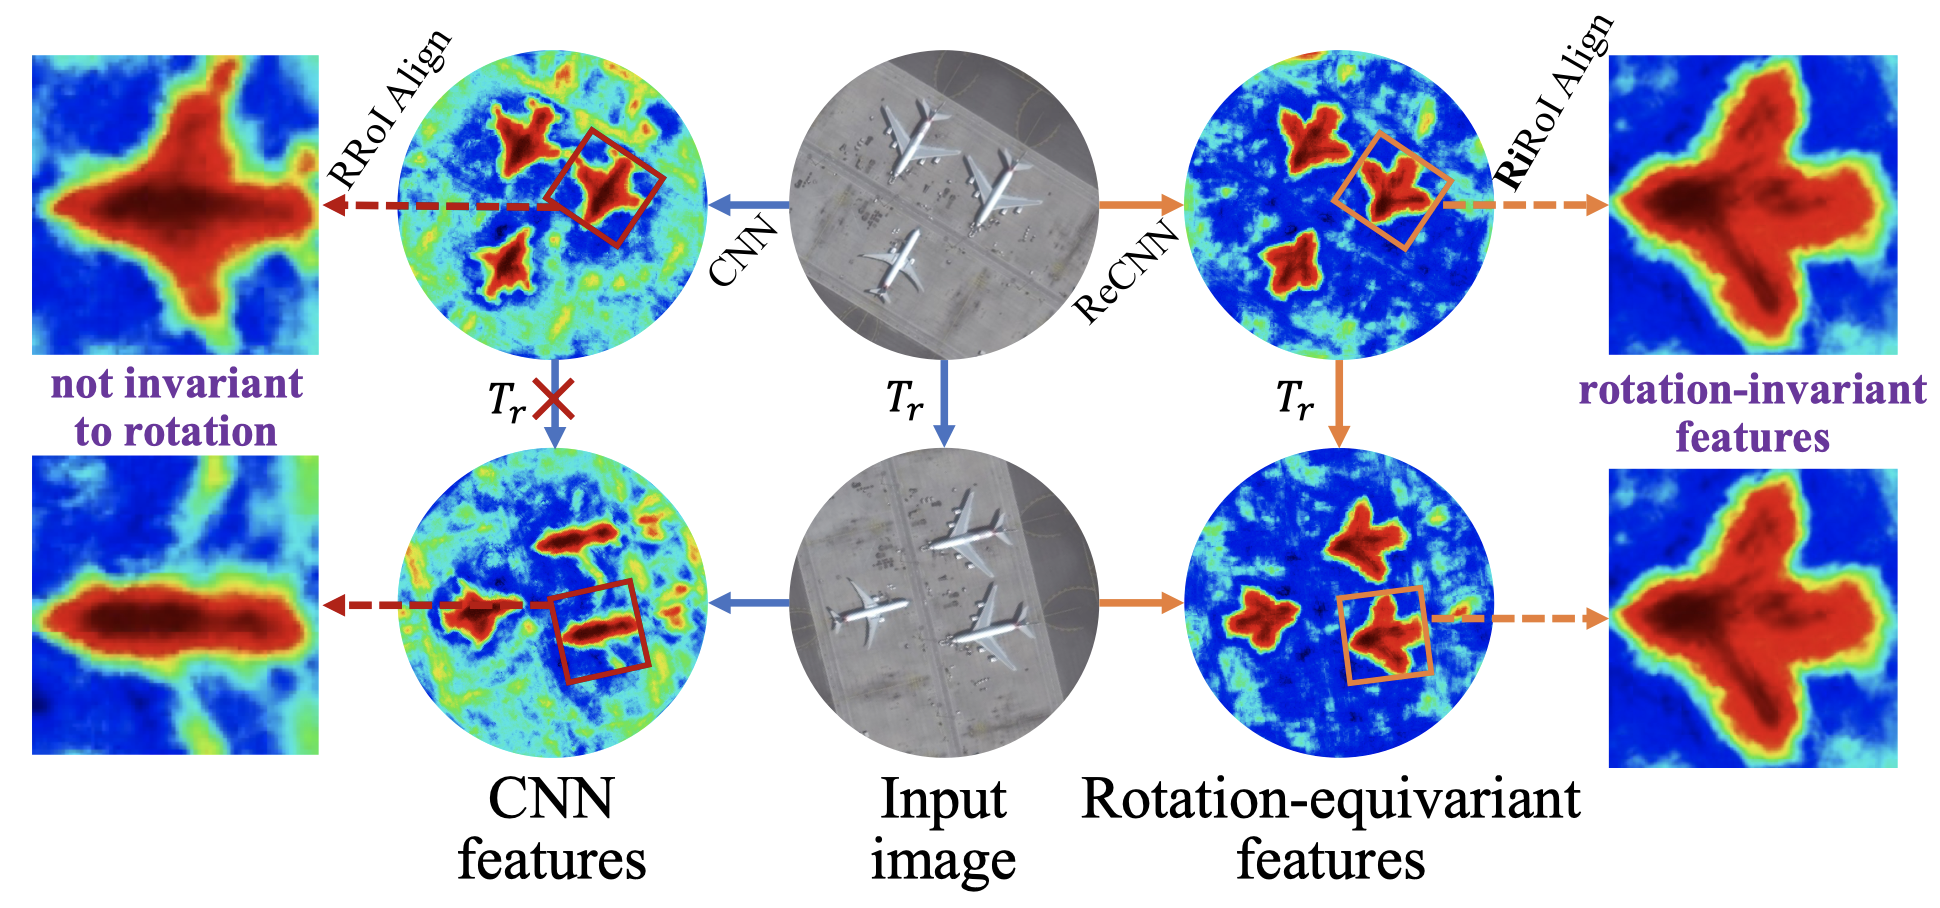 RRoI Align
CNN
ReCNN
RiRoI Align
not invariant
to rotation
T_r
T_r
T_r
rotation-invariant
features
CNN
features
Input
image
Rotation-equivariant
features